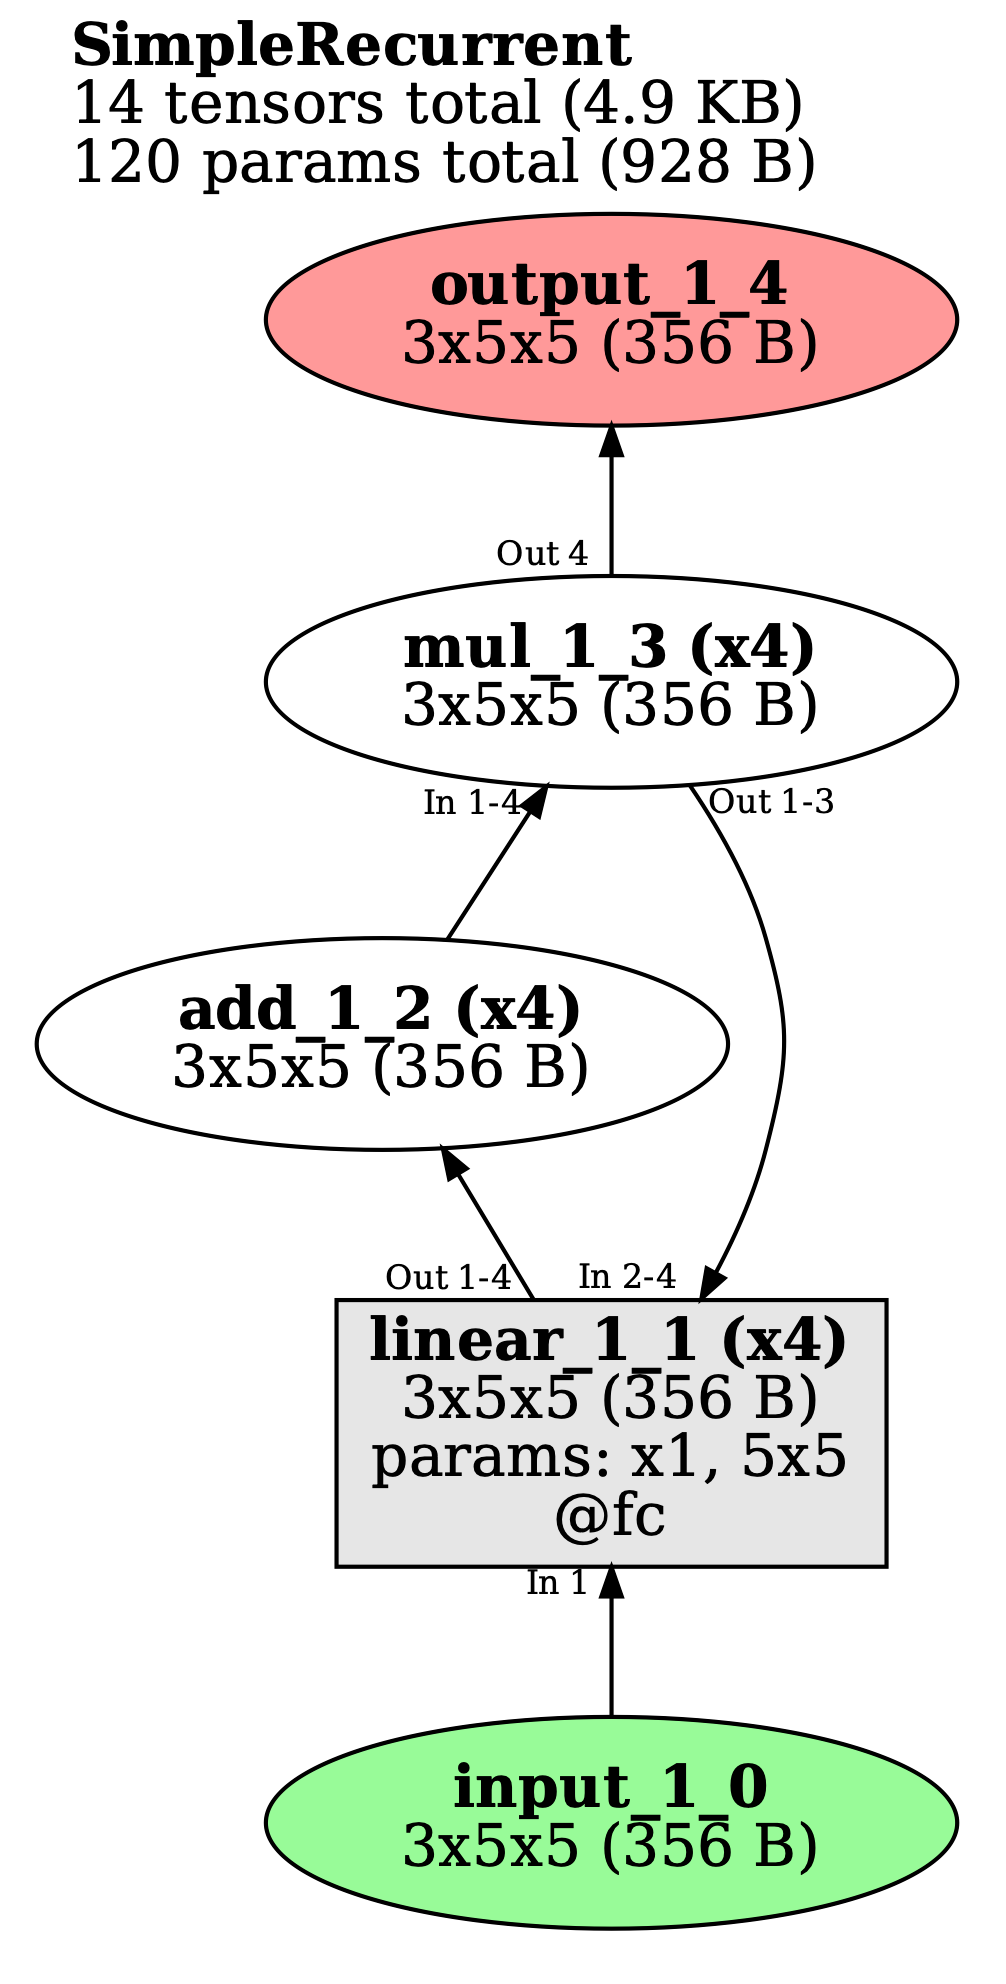 SimpleRecurrent
14 tensors total (4.9 KB)
120 params total (928 B)
output_1_4
3x5x5 (356 B)
Out 4
mul_1_3 (x4)
3x5x5 (356 B)
In 1-4
Out 1-3
add_1_2 (x4)
3x5x5 (356 B)
Out 1-4
In 2-4
linear_1_1 (x4)
3x5x5 (356 B)
params: x1, 5x5
@fc
In 1
input_1_0
3x5x5 (356 B)